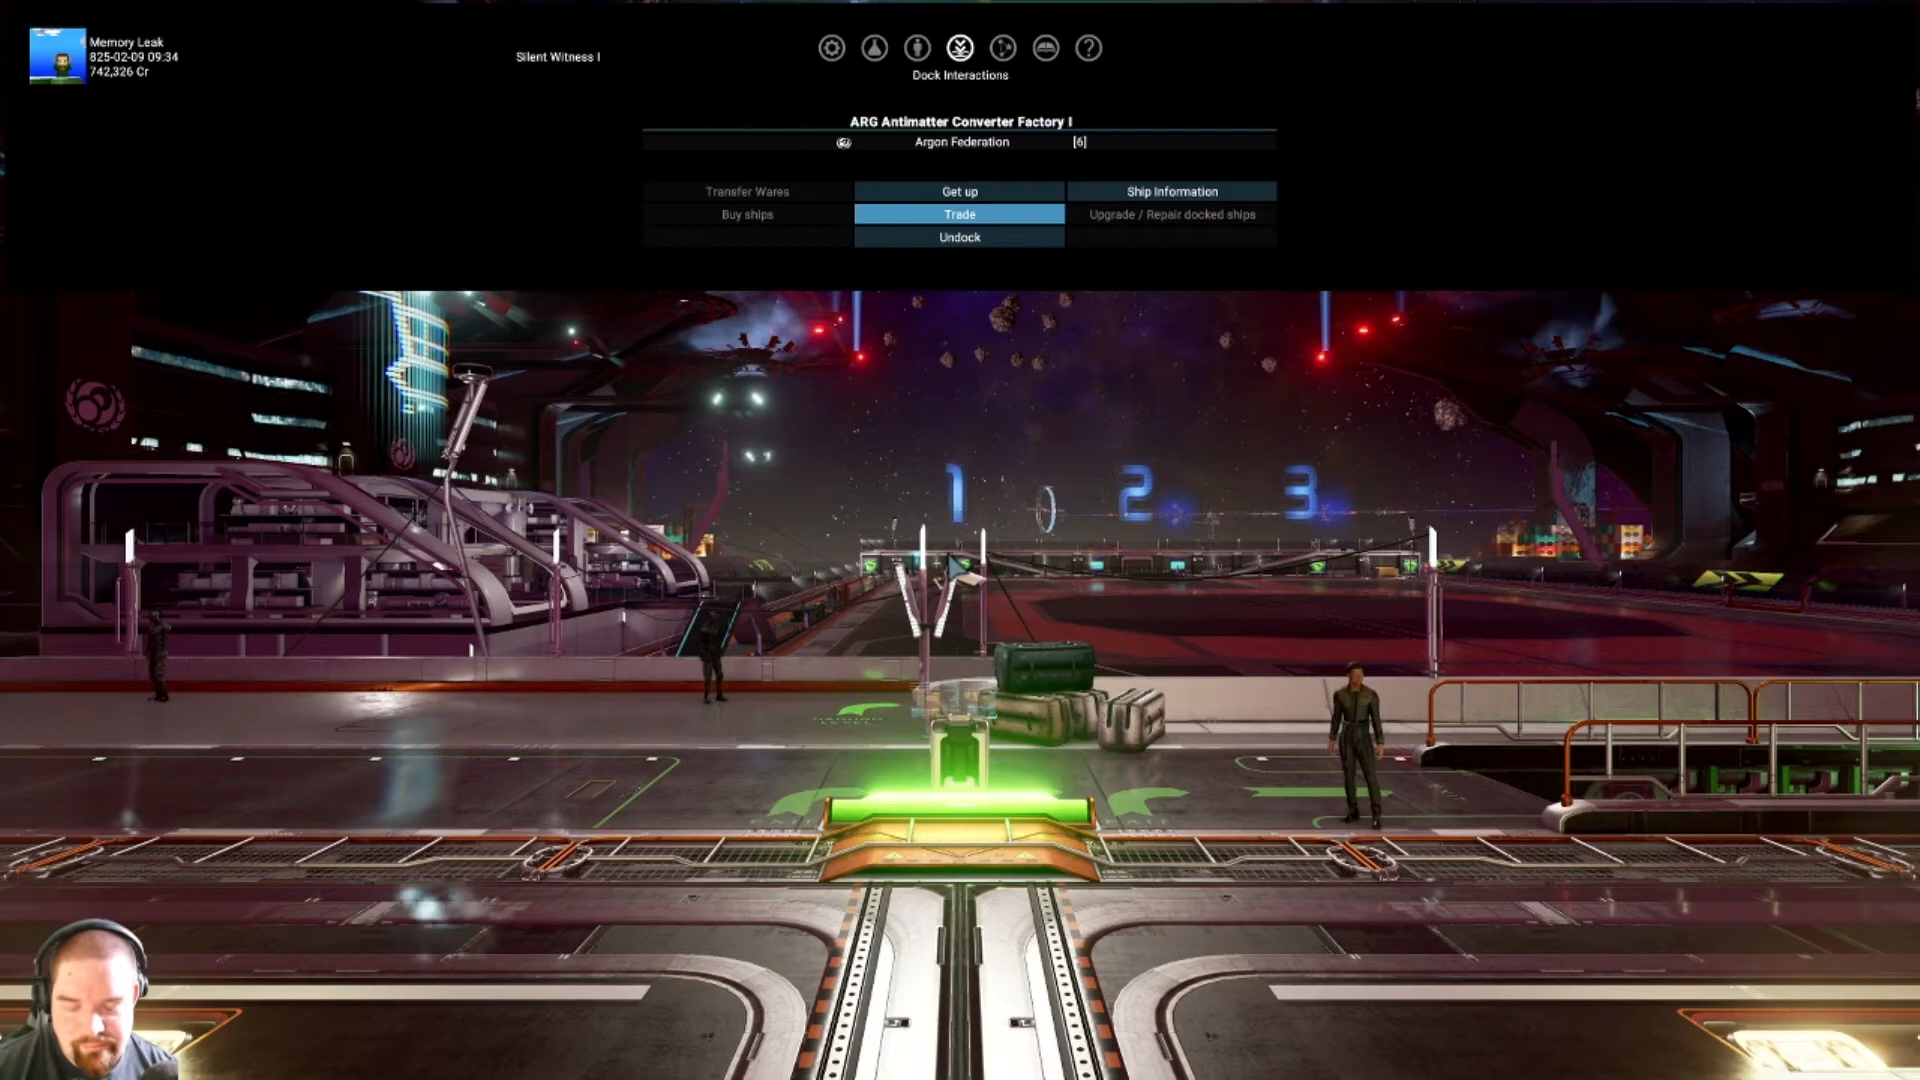 Memory Leak
825-02-09 09:34
742,326 Cr
Silent Witness I
Dock Interactions
ARG Antimatter Converter Factory I
Argon Federation [6]
Transfer Wares Get up Ship Information
Buy ships Trade Upgrade / Repair docked ships
Undock
1 2 3